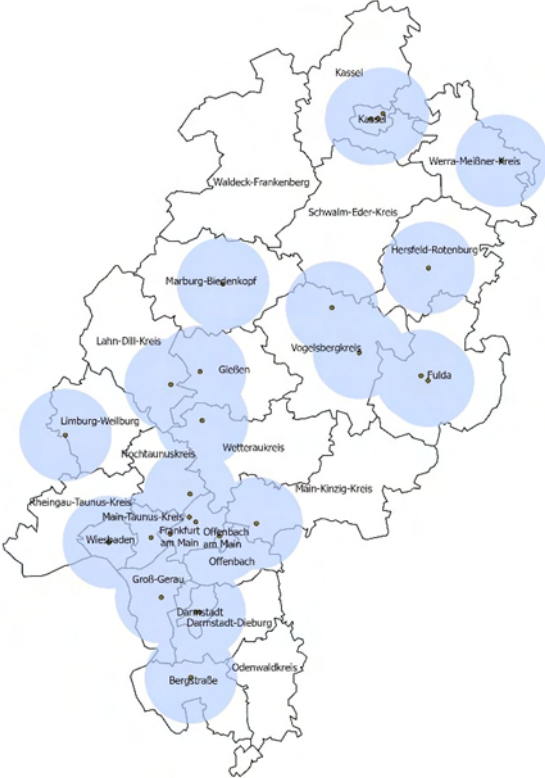 Kassel
Kassel
Werra-Meißner-Kreis
Waldeck-Frankenberg
Schwalm-Eder-Kreis
Hersfeld-Rotenburg
Marburg-Biedenkopf
Lahn-Dill-Kreis
Vogelsbergkreis
Gießen
Fulda
Limburg-Weilburg
Wetteraukreis
Hochtaunuskreis
Main-Kinzig-Kreis
Rheingau-Taunus-Kreis
Main-Taunus-Kreis
Frankfurt
am Main
Offenbach
am Main
Wiesbaden
Offenbach
Groß-Gerau
Darmstadt
Darmstadt-Dieburg
Odenwaldkreis
Bergstraße